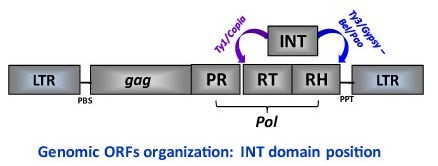 Ty1/Copia
INT
Ty3/Gypsy –
Bel/Pao
LTR
gag
PR
RT
RH
LTR
PBS
PPT
Pol
Genomic ORFs organization: INT domain position